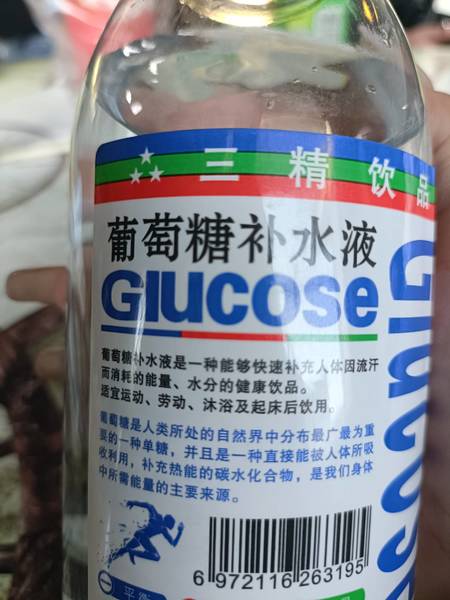 三精饮品
葡萄糖补水液
Glucose
Glucose
葡萄糖补水液是一种能够快速补充人体因流汗
而消耗的能量、水分的健康饮品。
适宜运动、劳动、沐浴及起床后饮用。
葡萄糖是人类所处的自然界中分布最广最为重
要的一种单糖，并且是一种直接能被人体所吸
收利用，补充热能的碳水化合物，是我们身体
中所需能量的主要来源。
6 972116 263195
一 平衡